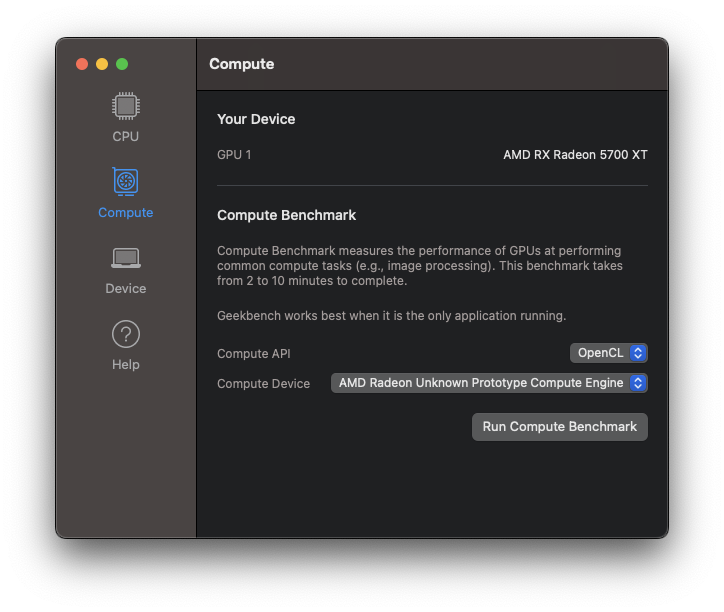 Compute
CPU
Compute
Device
Help
Your Device
GPU 1 AMD RX Radeon 5700 XT
Compute Benchmark
Compute Benchmark measures the performance of GPUs at performing
common compute tasks (e.g., image processing). This benchmark takes
from 2 to 10 minutes to complete.
Geekbench works best when it is the only application running.
Compute API OpenCL
Compute Device AMD Radeon Unknown Prototype Compute Engine
Run Compute Benchmark